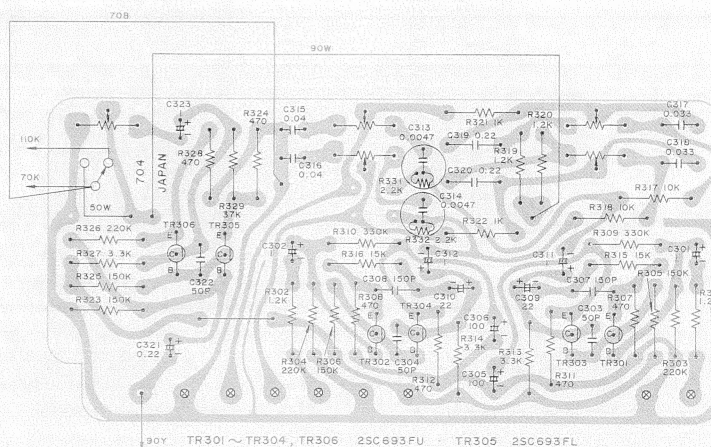 70B
90W
110K
70K
50W
704
JAPAN
C323
R328
470
R324
470
R329
37K
C315
0.04
C316
0.04
C313
0.0047
R331
2.2K
C314
0.0047
R332 2.2K
R321 1K
C319 0.22
R319
1.2K
C320 0.22
R322 1K
R320
1.2K
C317
0.033
C318
0.033
R317 10K
R318 10K
R326 220K
R327 3.3K
R325 150K
R323 150K
TR306
E
B
TR305
E
B
C322
50P
C321
0.22
C302
1
R310 330K
R316 15K
C308 150P
C312
1
C310
22
C311
1
C309
22
R309 330K
R315 15K
C307 150P
R305 150K
C301
R302
1.2K
R304
220K
R306
150K
R308
470
E
B
TR302
C304
50P
TR304
E
B
R312
470
R314
3.3K
C306
100
C305
100
R313
3.3K
R311
470
E
B
TR303
C303
50P
R307
470
E
B
TR301
R303
220K
90Y
TR301～TR304, TR306 2SC693FU · TR305 2SC693FL